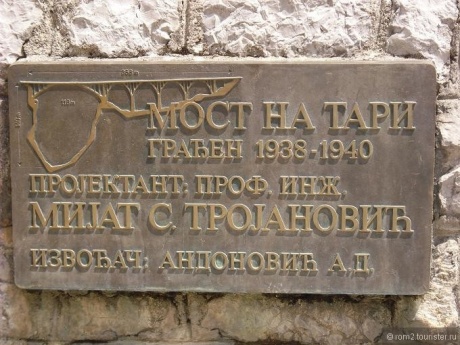 МОСТ НА ТАРИ
ГРАЂЕН 1938-1940
ПРОЈЕКТАНТ: ПРОФ. ИНЖ.
МИЈАТ С. ТРОЈАНОВИЋ
ИЗВОЂАЧ: АНДОНОВИЋ А.Д.
© rom2.tourister.ru